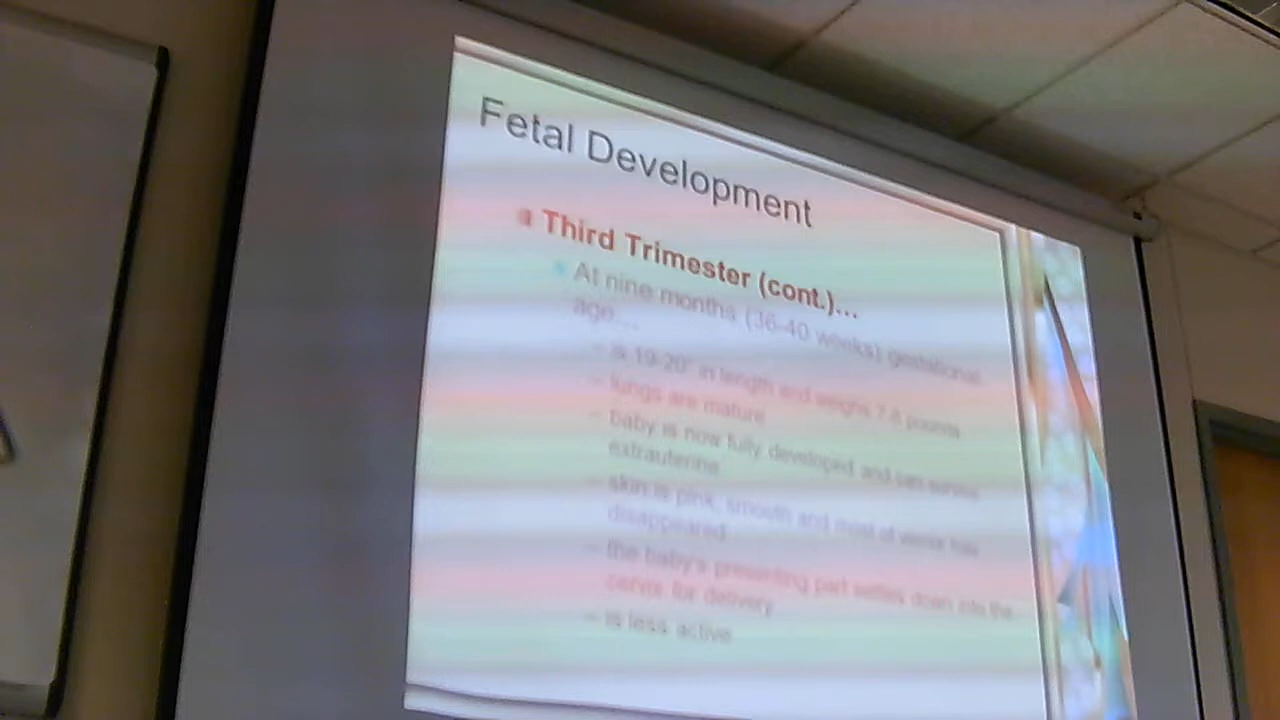 Fetal Development
Third Trimester (cont.)...
At nine months (36-40 weeks) gestational
age...
– is 19-20" in length and weighs 7-8 pounds
– lungs are mature
– baby is now fully developed and can survive
extrauterine
– skin is pink, smooth and most of vernix has
disappeared
– the baby's presenting part settles down into the
cervix for delivery
– is less active